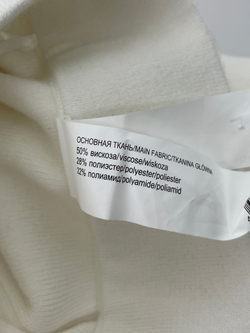 ОСНОВНАЯ ТКАНЬ/MAIN FABRIC/TKANINA GŁÓWNA
50% вискоза/viscose/wiskoza
28% полиэстер/polyester/poliester
22% полиамид/polyamide/poliamid